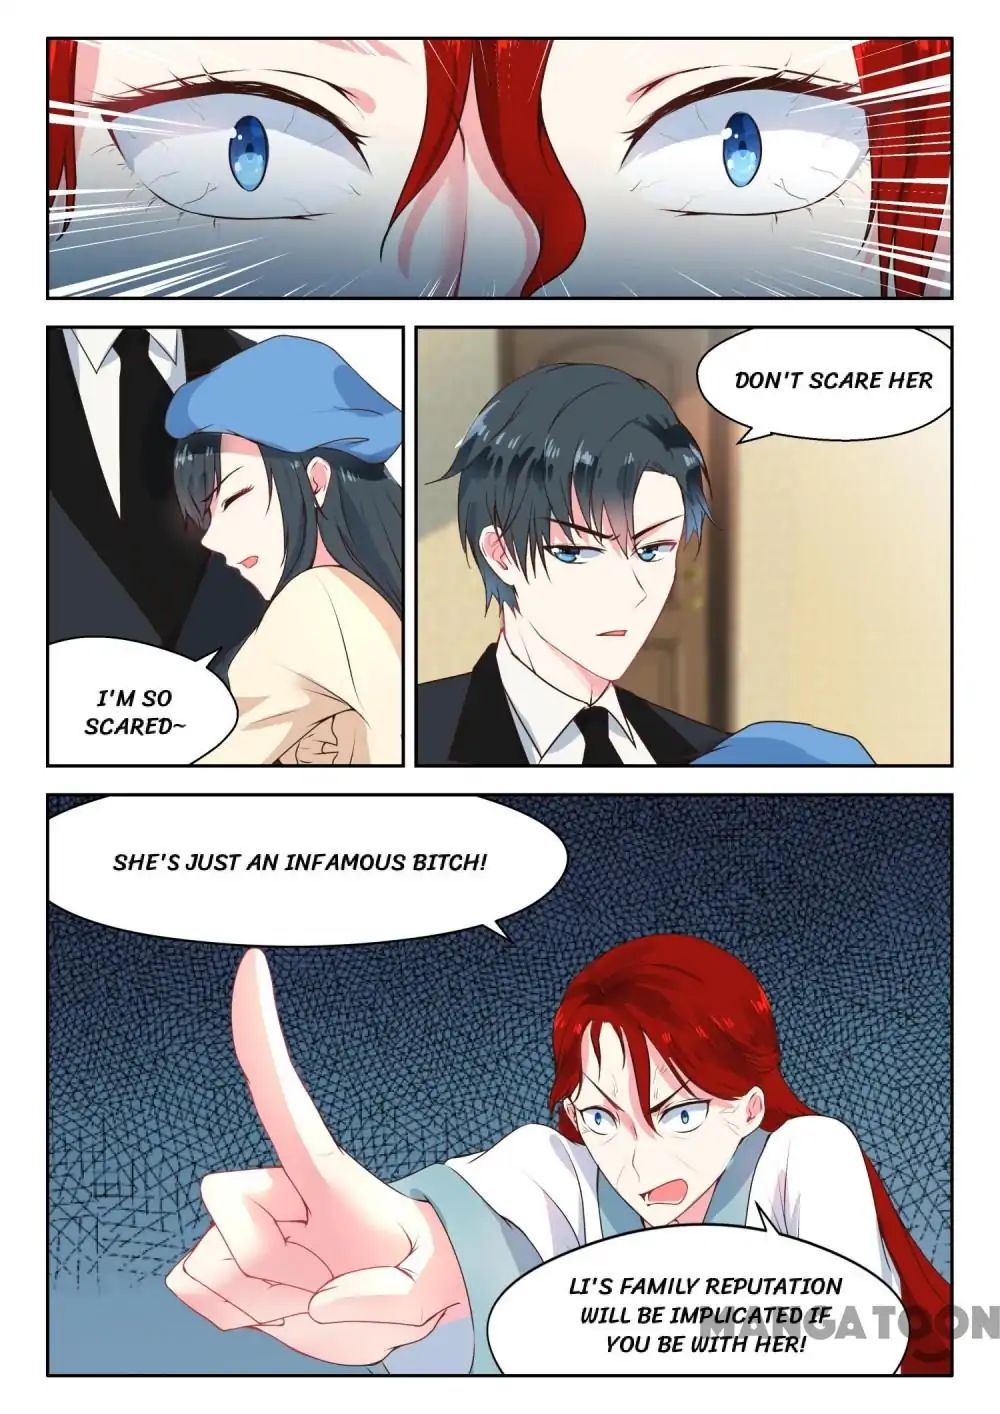 DON'T SCARE HER
I'M SO
SCARED~
SHE'S JUST AN INFAMOUS BITCH!
LI'S FAMILY REPUTATION
WILL BE IMPLICATED IF
YOU BE WITH HER!
MANGATOON